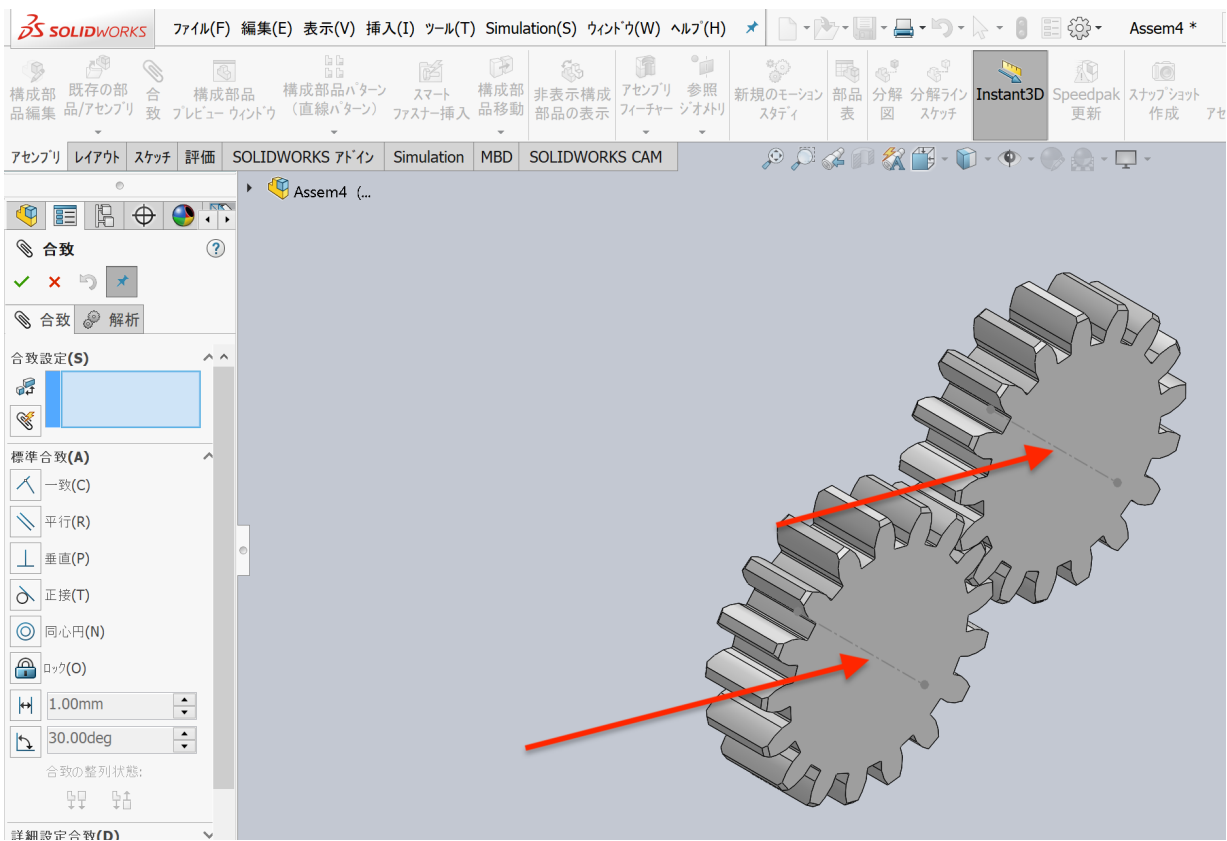 SOLIDWORKS
ファイル(F) 編集(E) 表示(V) 挿入(I) ツール(T) Simulation(S) ウィンドウ(W) ヘルプ(H)
Assem4 *
構成部
品編集
既存の部
品/アセンブリ
合
致
構成部品
プレビュー ウィンドウ
構成部品パターン
(直線パターン)
スマート
ファスナー挿入
構成部
品移動
非表示構成
部品の表示
アセンブリ
フィーチャー
参照
ジオメトリ
新規のモーション
スタディ
部品
表
分解
図
分解ライン
スケッチ
Instant3D
Speedpak
更新
スナップショット
作成
アセ
アセンブリ レイアウト スケッチ 評価 SOLIDWORKS アドイン Simulation MBD SOLIDWORKS CAM
Assem4 (...
合致
合致 解析
合致設定(S)
標準合致(A)
一致(C)
平行(R)
垂直(P)
正接(T)
同心円(N)
ロック(O)
1.00mm
30.00deg
合致の整列状態:
詳細設定合致(D)